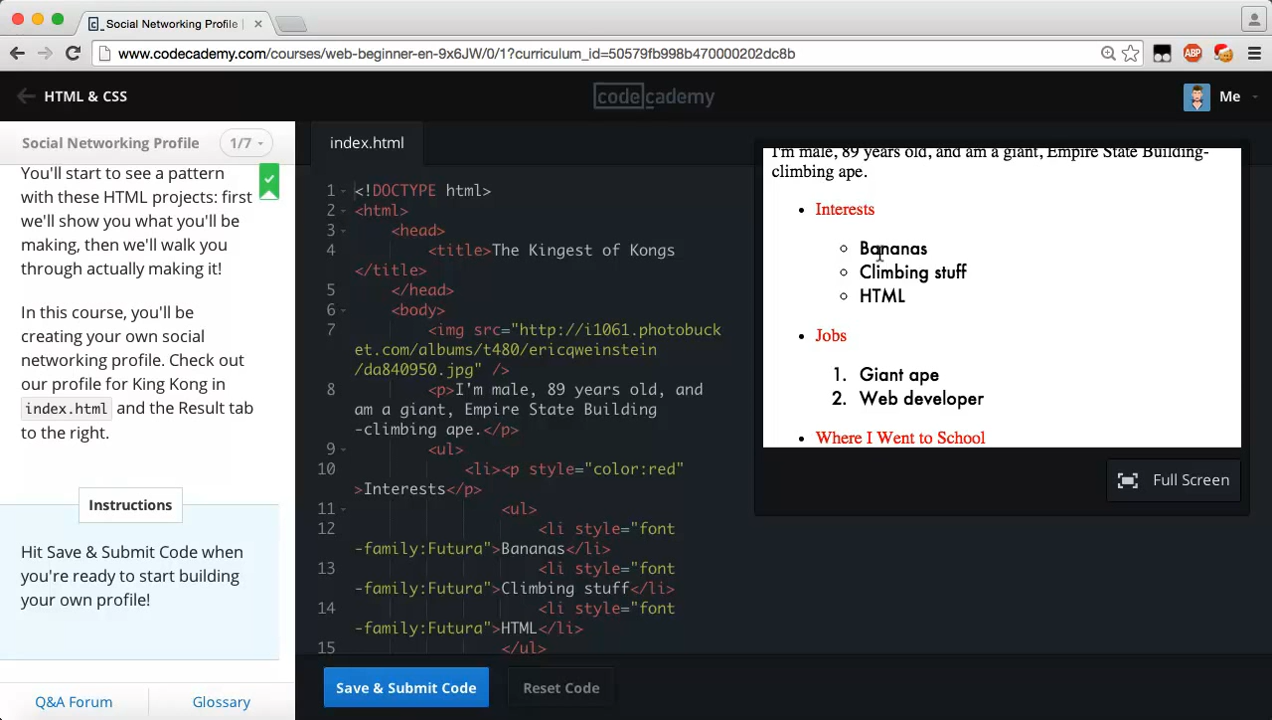 Social Networking Profile |
www.codecademy.com/courses/web-beginner-en-9x6JW/0/1?curriculum_id=50579fb998b470000202dc8b
ABP
HTML & CSS
codecademy
Me
Social Networking Profile
1/7
You'll start to see a pattern
with these HTML projects: first
we'll show you what you'll be
making, then we'll walk you
through actually making it!
In this course, you'll be
creating your own social
networking profile. Check out
our profile for King Kong in
index.html and the Result tab
to the right.
Instructions
Hit Save & Submit Code when
you're ready to start building
your own profile!
Q&A Forum
Glossary
index.html
1 <!DOCTYPE html>
2 <html>
3 <head>
4 <title>The Kingest of Kongs
</title>
5 </head>
6 <body>
7 <img src="http://i1061.photobuck
et.com/albums/t480/ericqweinstein
/da840950.jpg" />
8 <p>I'm male, 89 years old, and
am a giant, Empire State Building
-climbing ape.</p>
9 <ul>
10 <li><p style="color:red"
>Interests</p>
11 <ul>
12 <li style="font
-family:Futura">Bananas</li>
13 <li style="font
-family:Futura">Climbing stuff</li>
14 <li style="font
-family:Futura">HTML</li>
15 </ul>
Save & Submit Code
Reset Code
I'm male, 89 years old, and am a giant, Empire State Building-
climbing ape.
Interests
Bananas
Climbing stuff
HTML
Jobs
1. Giant ape
2. Web developer
Where I Went to School
Full Screen